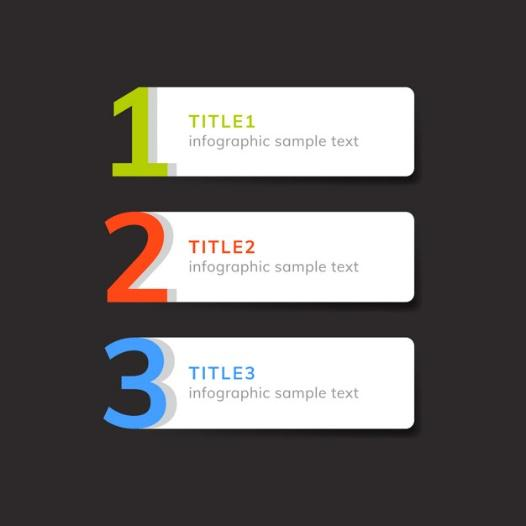 1
TITLE1
infographic sample text
2
TITLE2
infographic sample text
3
TITLE3
infographic sample text